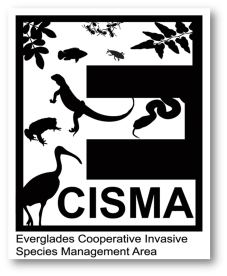 E
CISMA
Everglades Cooperative Invasive
Species Management Area